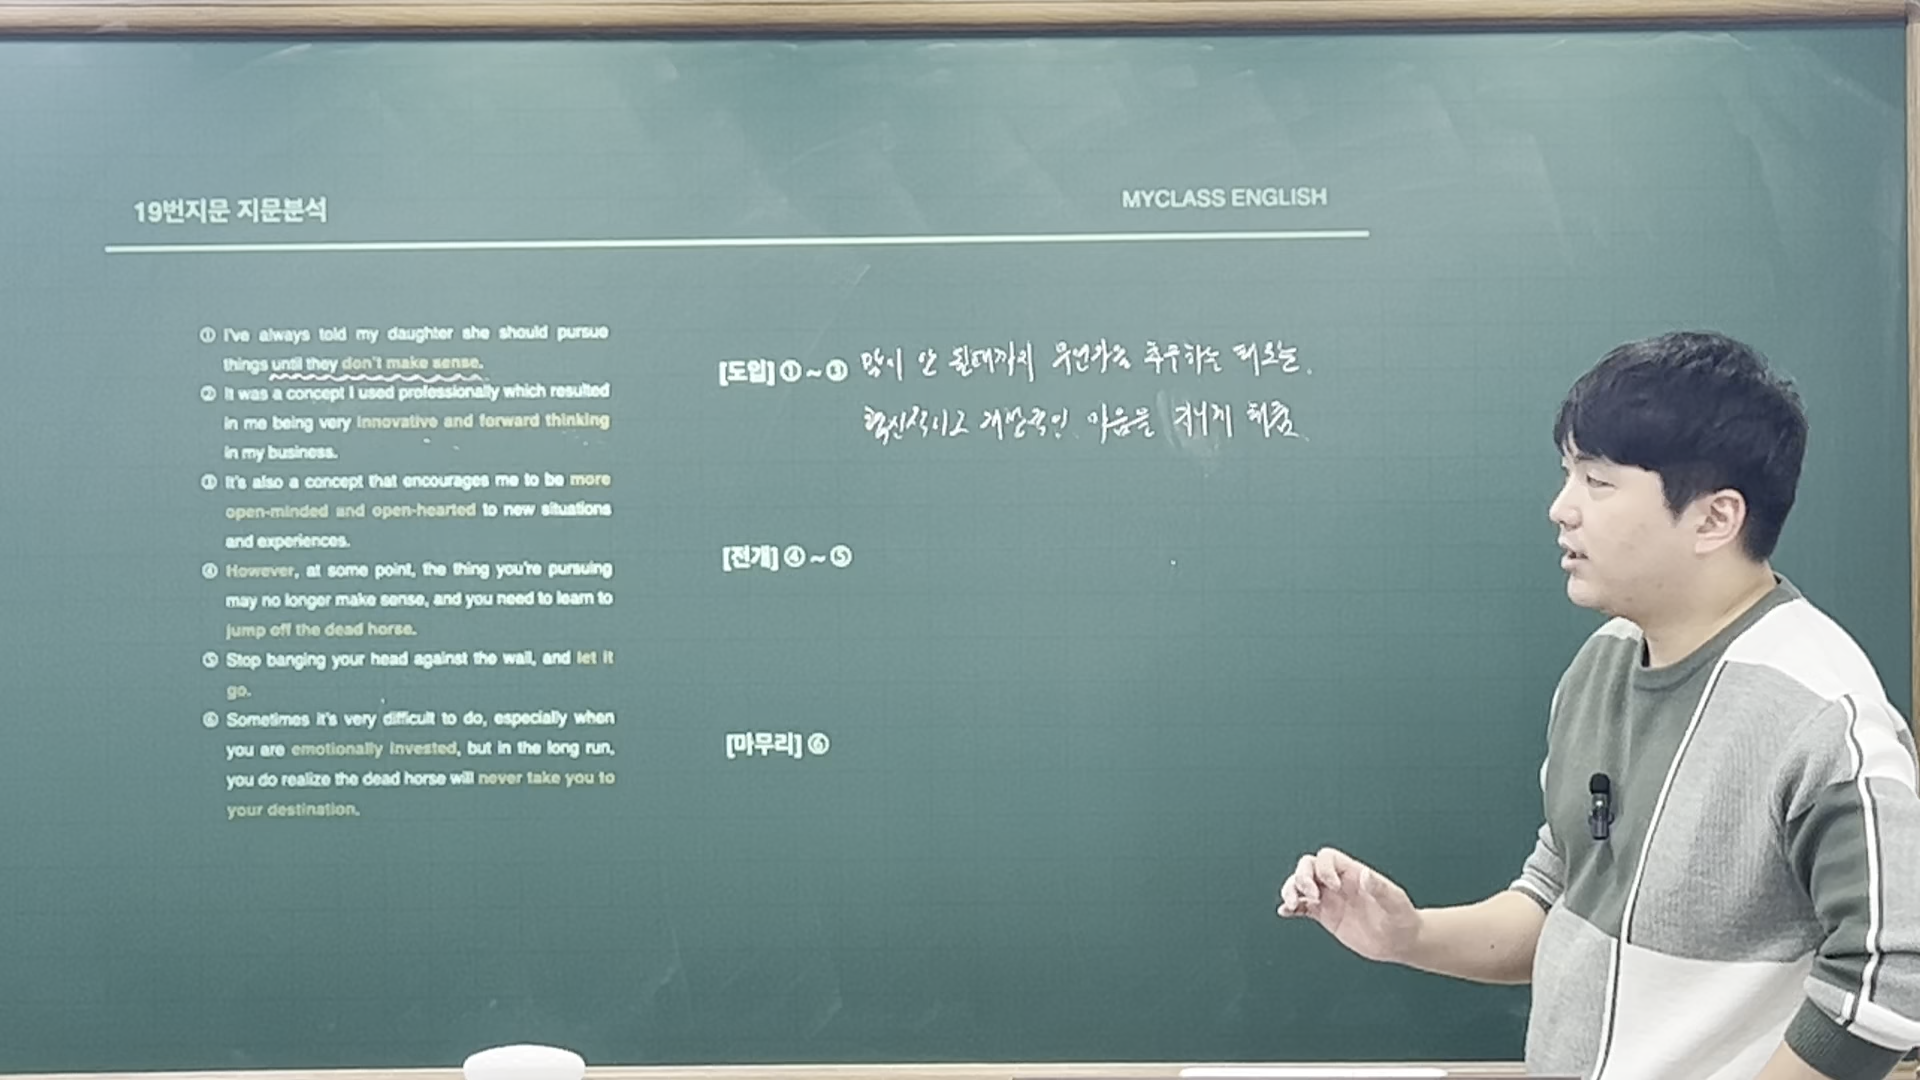 19번지문 지문분석
MYCLASS ENGLISH
① I've always told my daughter she should pursue
things until they don't make sense.
② It was a concept I used professionally which resulted
in me being very innovative and forward thinking
in my business.
③ It's also a concept that encourages me to be more
open-minded and open-hearted to new situations
and experiences.
④ However, at some point, the thing you're pursuing
may no longer make sense, and you need to learn to
jump off the dead horse.
⑤ Stop banging your head against the wall, and let it
go.
⑥ Sometimes it's very difficult to do, especially when
you are emotionally invested, but in the long run,
you do realize the dead horse will never take you to
your destination.
[도입] ① ~ ③ 말이 안 될때까지 무언가를 추구하는 태도는,
혁신적이고 개방적인 마음을 지니게 해줌
[전개] ④ ~ ⑤
[마무리] ⑥